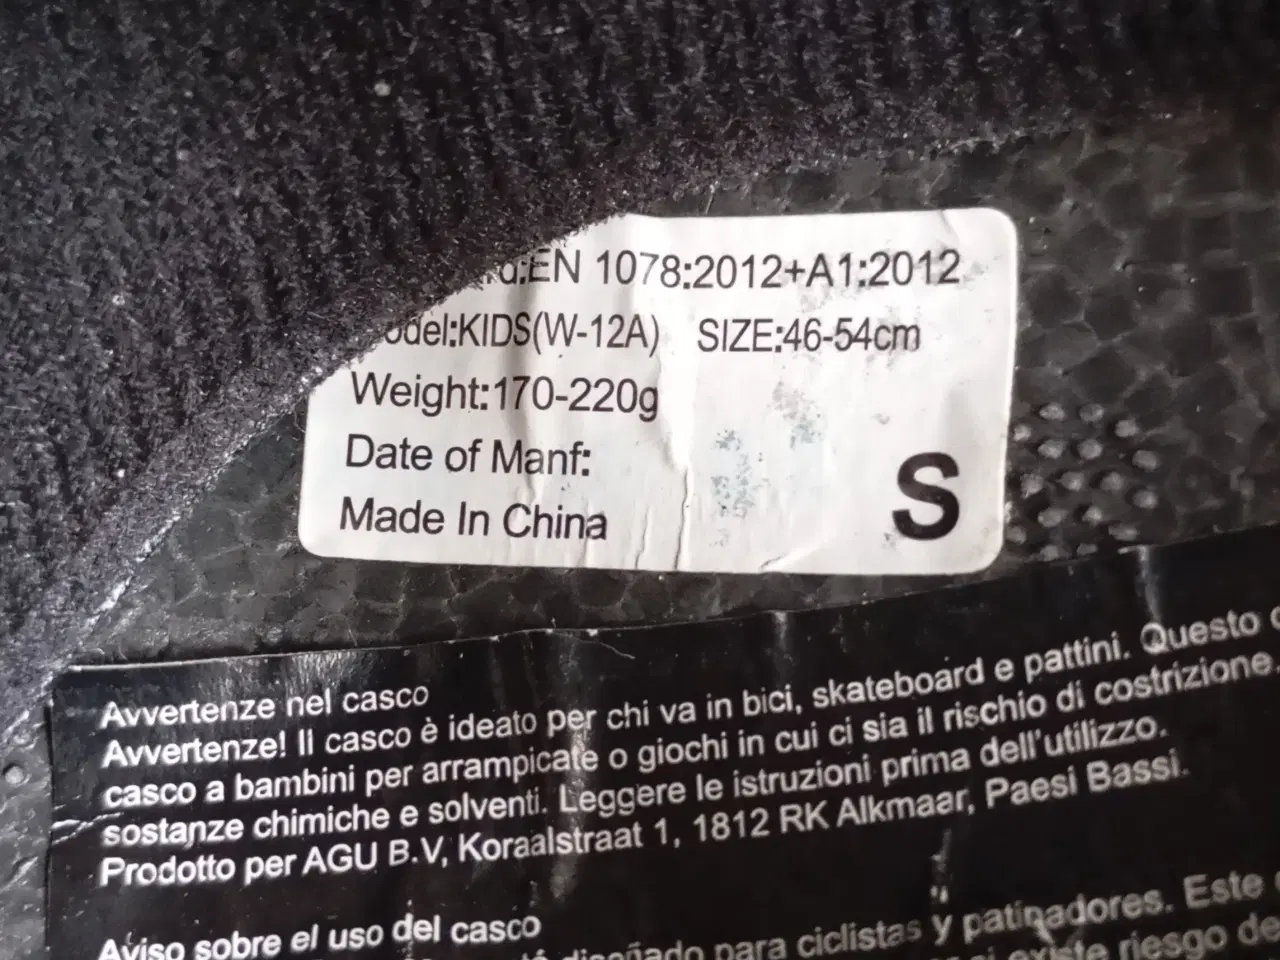 EN 1078:2012+A1:2012
KIDS(W-12A) SIZE:46-54cm
Weight:170-220g
Date of Manf:
Made In China
S
Avvertenze nel casco
Avvertenze! Il casco è ideato per chi va in bici, skateboard e pattini. Questo
casco a bambini per arrampicate o giochi in cui ci sia il rischio di costrizione.
sostanze chimiche e solventi. Leggere le istruzioni prima dell'utilizzo.
Prodotto per AGU B.V, Koraalstraat 1, 1812 RK Alkmaar, Paesi Bassi.
Aviso sobre el uso del casco
diseñado para ciclistas y patinadores. Este
existe riesgo de